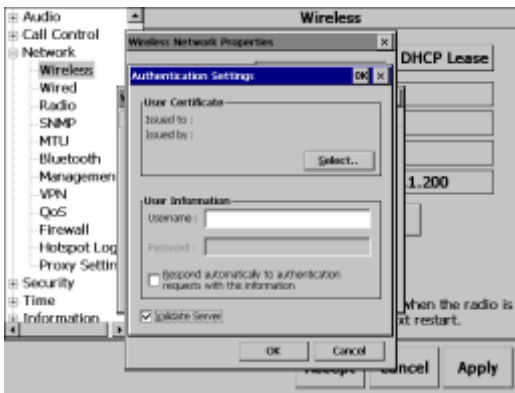 Audio
Call Control
Network
Wireless
Wired
Radio
SNMP
MTU
Bluetooth
Managemen
VPN
QoS
Firewall
Hotspot Log
Proxy Settin
Security
Time
Information
Wireless
Wireless Network Properties
DHCP Lease
Authentication Settings
OK
User Certificate
Issued to :
Issued by :
Select..
1.200
User Information
Username :
Password :
Respond automatically to authentication
requests with this information
Validate Server
when the radio is
xt restart.
OK
Cancel
Accept
Cancel
Apply